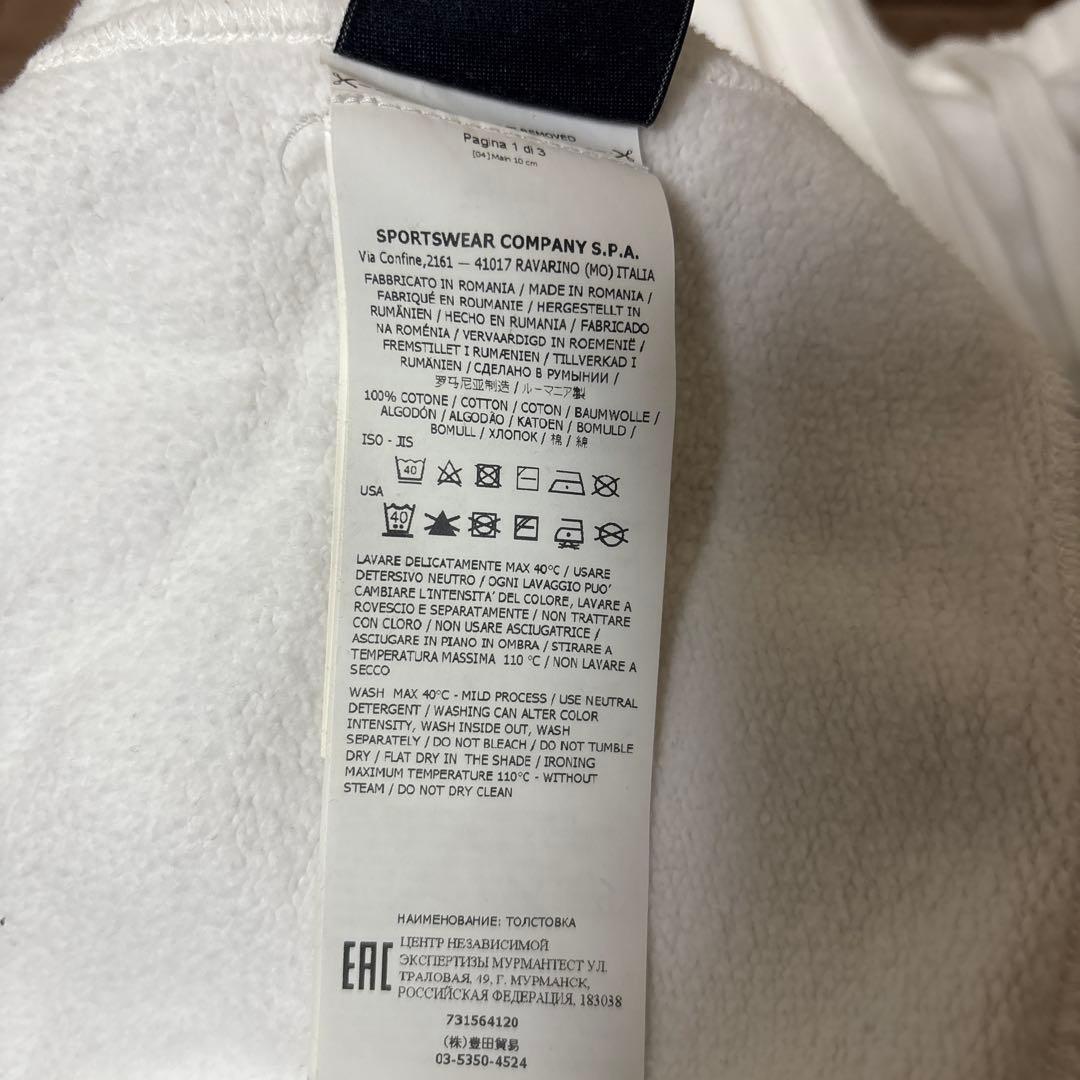 REMOVED
Pagina 1 di 3
[04]Main 10 cm
SPORTSWEAR COMPANY S.P.A.
Via Confine,2161 — 41017 RAVARINO (MO) ITALIA
FABBRICATO IN ROMANIA / MADE IN ROMANIA /
FABRIQUÉ EN ROUMANIE / HERGESTELLT IN
RUMÄNIEN / HECHO EN RUMANIA / FABRICADO
NA ROMÉNIA / VERVAARDIGD IN ROEMENIË /
FREMSTILLET I RUMÆNIEN / TILLVERKAD I
RUMÄNIEN / СДЕЛАНО В РУМЫНИИ /
罗马尼亚制造 / ルーマニア製
100% COTONE / COTTON / COTON / BAUMWOLLE /
ALGODÓN / ALGODÃO / KATOEN / BOMULD /
BOMULL / ХЛОПОК / 棉 / 綿
ISO - JIS
40
USA
40
LAVARE DELICATAMENTE MAX 40°C / USARE
DETERSIVO NEUTRO / OGNI LAVAGGIO PUO'
CAMBIARE L'INTENSITA' DEL COLORE, LAVARE A
ROVESCIO E SEPARATAMENTE / NON TRATTARE
CON CLORO / NON USARE ASCIUGATRICE /
ASCIUGARE IN PIANO IN OMBRA / STIRARE A
TEMPERATURA MASSIMA 110 °C / NON LAVARE A
SECCO
WASH MAX 40°C - MILD PROCESS / USE NEUTRAL
DETERGENT / WASHING CAN ALTER COLOR
INTENSITY, WASH INSIDE OUT, WASH
SEPARATELY / DO NOT BLEACH / DO NOT TUMBLE
DRY / FLAT DRY IN THE SHADE / IRONING
MAXIMUM TEMPERATURE 110°C - WITHOUT
STEAM / DO NOT DRY CLEAN
НАИМЕНОВАНИЕ: ТОЛСТОВКА
EAC
ЦЕНТР НЕЗАВИСИМОЙ
ЭКСПЕРТИЗЫ МУРМАНТЕСТ УЛ.
ТРАЛОВАЯ, 49, Г. МУРМАНСК,
РОССИЙСКАЯ ФЕДЕРАЦИЯ, 183038
731564120
(株)豊田貿易
03-5350-4524